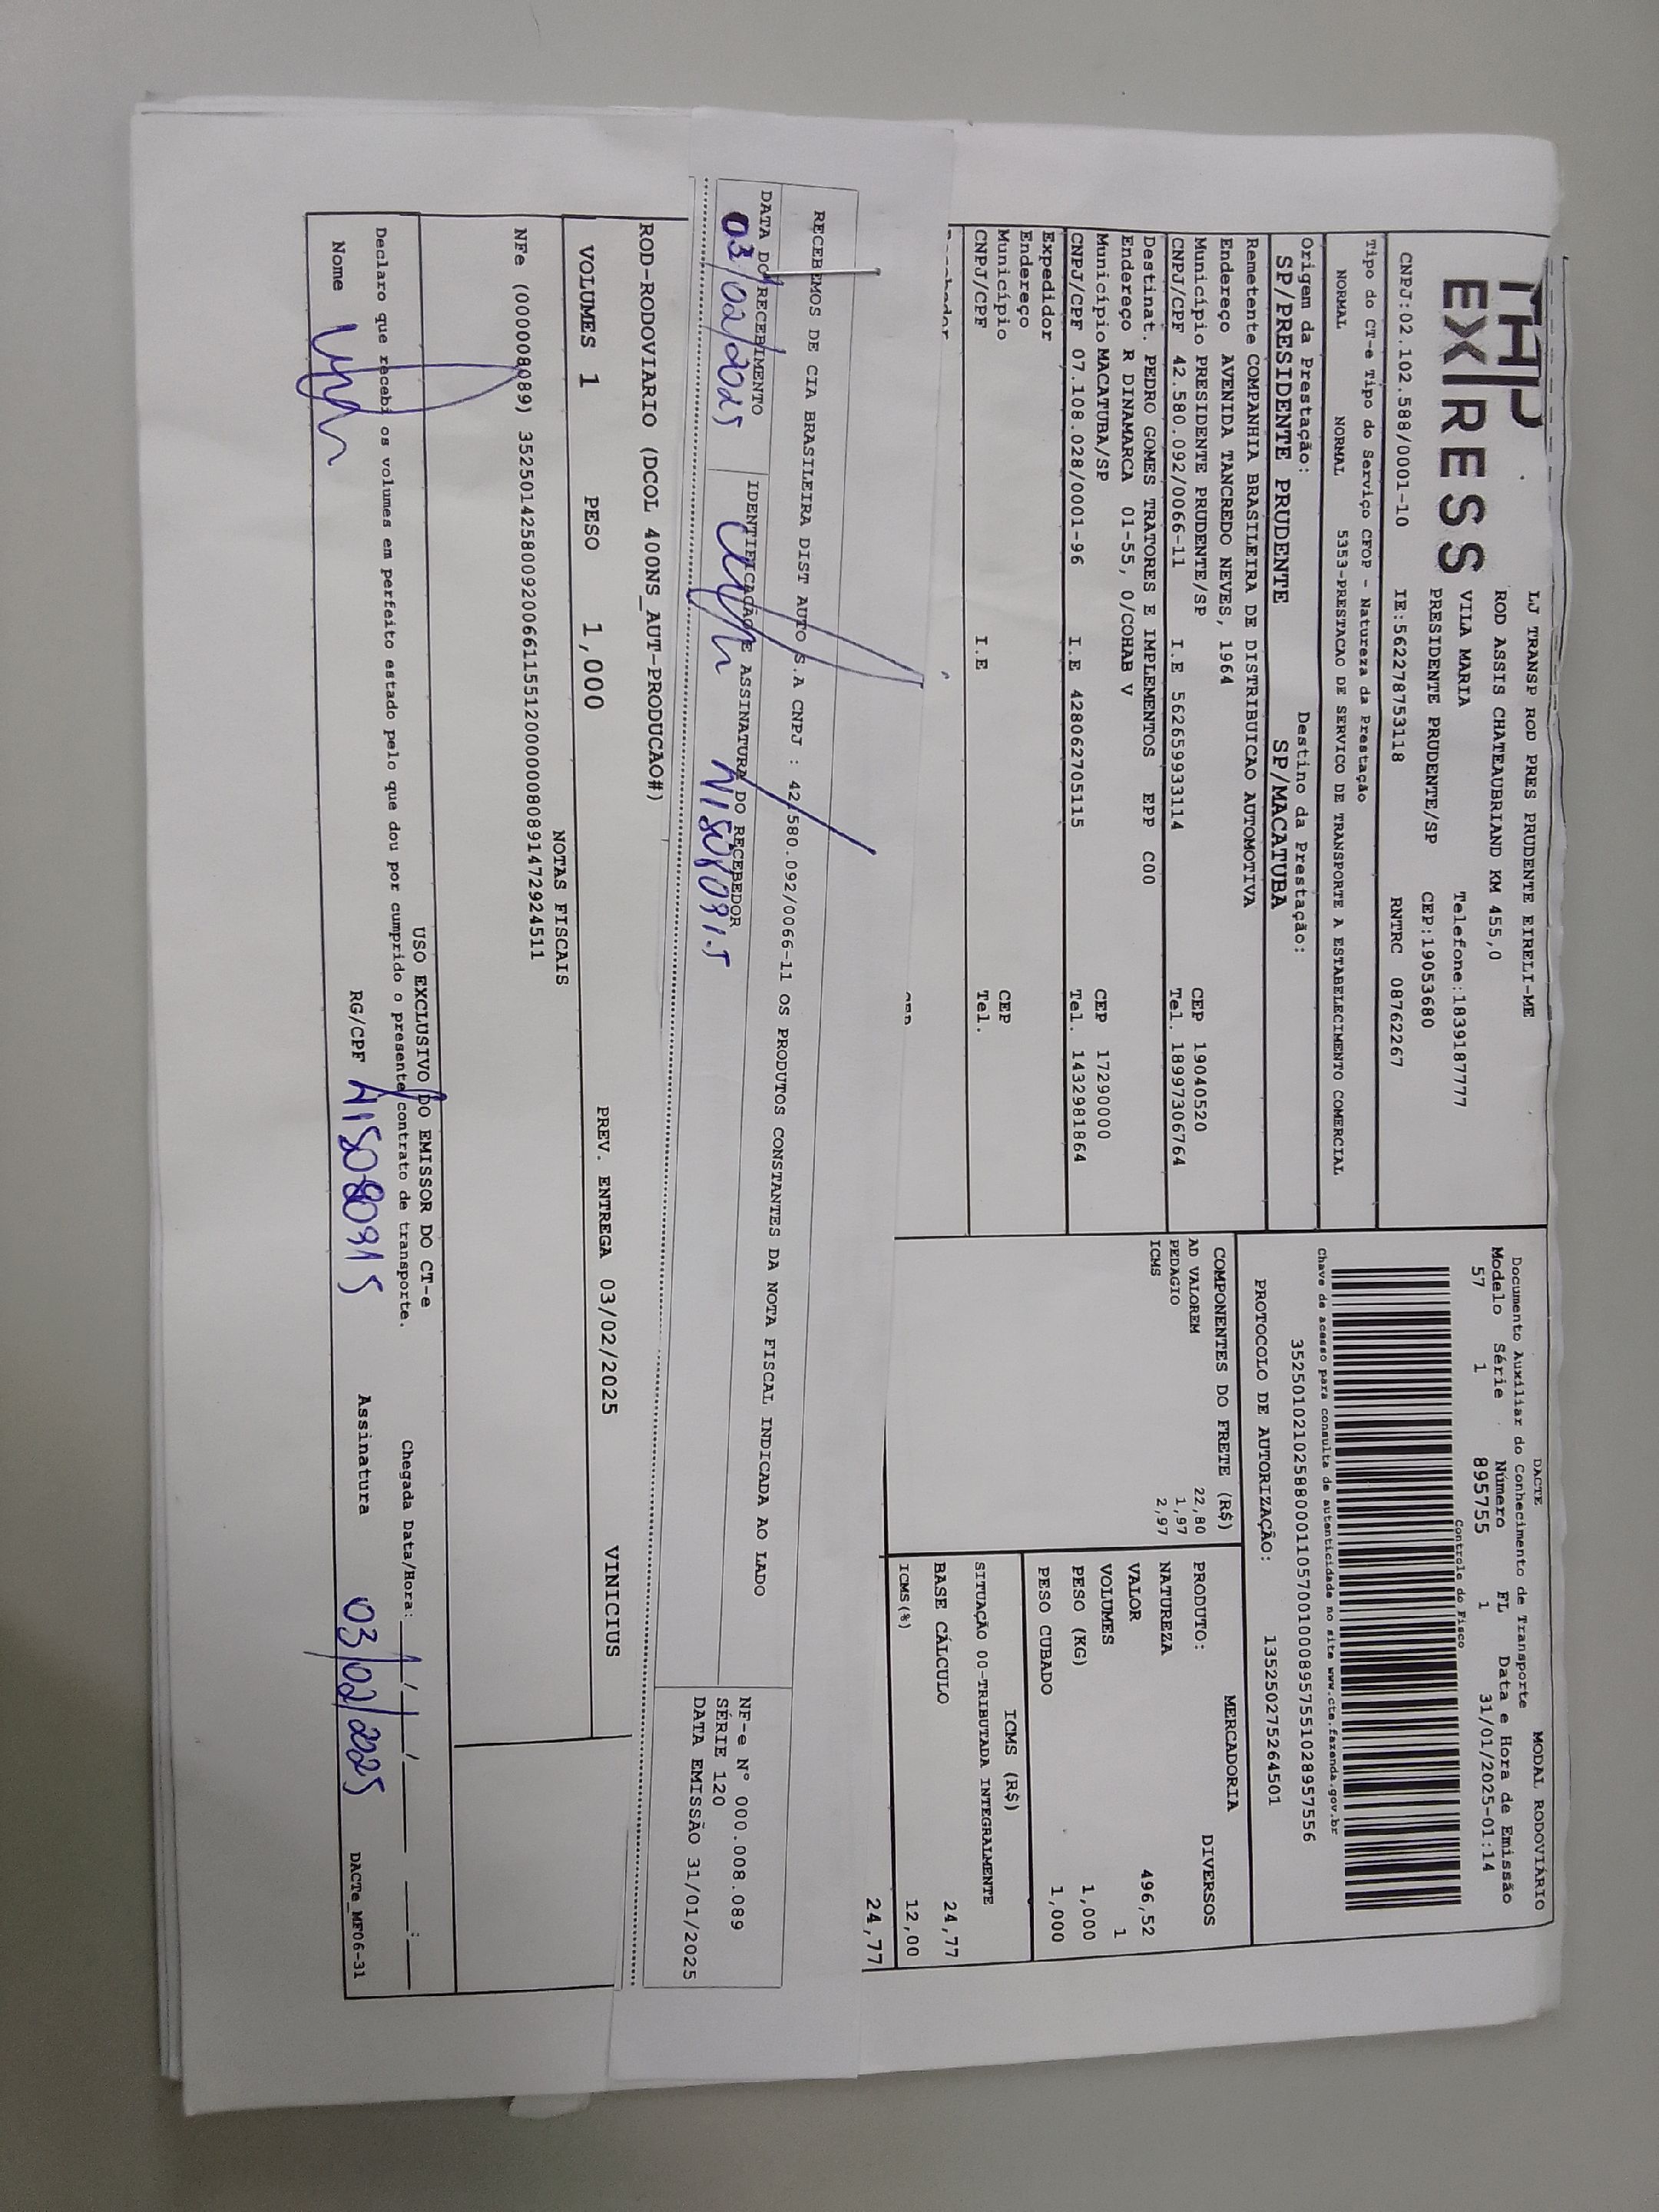 EXPRESS
LJ TRANSP ROD PRES PRUDENTE EIRELI-ME
ROD ASSIS CHATEAUBRIAND KM 455,0
VILA MARIA Telefone:1839187777
PRESIDENTE PRUDENTE/SP CEP:19053680
CNPJ:02.102.588/0001-10 IE:562278753118 RNTRC 08762267
Tipo do CT-e Tipo do Serviço CFOP - Natureza da Prestação
NORMAL NORMAL 5353-PRESTACAO DE SERVICO DE TRANSPORTE A ESTABELECIMENTO COMERCIAL
Origem da Prestação: Destino da Prestação:
SP/PRESIDENTE PRUDENTE SP/MACATUBA
Remetente COMPANHIA BRASILEIRA DE DISTRIBUICAO AUTOMOTIVA
Endereço AVENIDA TANCREDO NEVES, 1964
Município PRESIDENTE PRUDENTE/SP CEP 19040520
CNPJ/CPF 42.580.092/0066-11 I.E 562659933114 Tel. 18997306764
Destinat. PEDRO GOMES TRATORES E IMPLEMENTOS EPP COO
Endereço R DINAMARCA 01-55, 0/COHAB V
Município MACATUBA/SP CEP 17290000
CNPJ/CPF 07.108.028/0001-96 I.E 428062705115 Tel. 1432981864
Expedidor
Endereço
Município CEP
CNPJ/CPF I.E Tel.
DACTE MODAL RODOVIÁRIO
Documento Auxiliar do Conhecimento de Transporte
Modelo Série Número FL Data e Hora de Emissão
57 1 895755 1 31/01/2025-01:14
Controle do Fisco
Chave de acesso para consulta de autenticidade no site www.cte.fazenda.gov.br
35250102102588000110570010008957551028957556
PROTOCOLO DE AUTORIZAÇÃO: 135250275264501
COMPONENTES DO FRETE (R$)
AD VALOREM 22,80
PEDAGIO 1,97
ICMS 2,97
MERCADORIA
PRODUTO: DIVERSOS
NATUREZA
VALOR 496,52
VOLUMES 1
PESO (KG) 1,000
PESO CUBADO 1,000
ICMS (R$)
SITUAÇÃO 00-TRIBUTADA INTEGRALMENTE
BASE CÁLCULO 24,77
ICMS(%) 12,00
24,77
RECEBEMOS DE CIA BRASILEIRA DIST AUTO S.A CNPJ : 42.580.092/0066-11 OS PRODUTOS CONSTANTES DA NOTA FISCAL INDICADA AO LADO
DATA DO RECEBIMENTO IDENTIFICAÇÃO E ASSINATURA DO RECEBEDOR
03/02/2025
NF-e Nº 000.008.089
SÉRIE 120
DATA EMISSÃO 31/01/2025
ROD-RODOVIARIO (DCOL 400NS_AUT-PRODUCAO#)
VOLUMES 1 PESO 1,000 PREV. ENTREGA 03/02/2025 VINICIUS
NOTAS FISCAIS
NFe (000008089) 35250142580092006611551200000080891472924511
USO EXCLUSIVO DO EMISSOR DO CT-e
Declaro que recebi os volumes em perfeito estado pelo que dou por cumprido o presente contrato de transporte. Chegada Data/Hora: / / :
Nome RG/CPF Assinatura 03/02/2025 DACTe_MF06-31